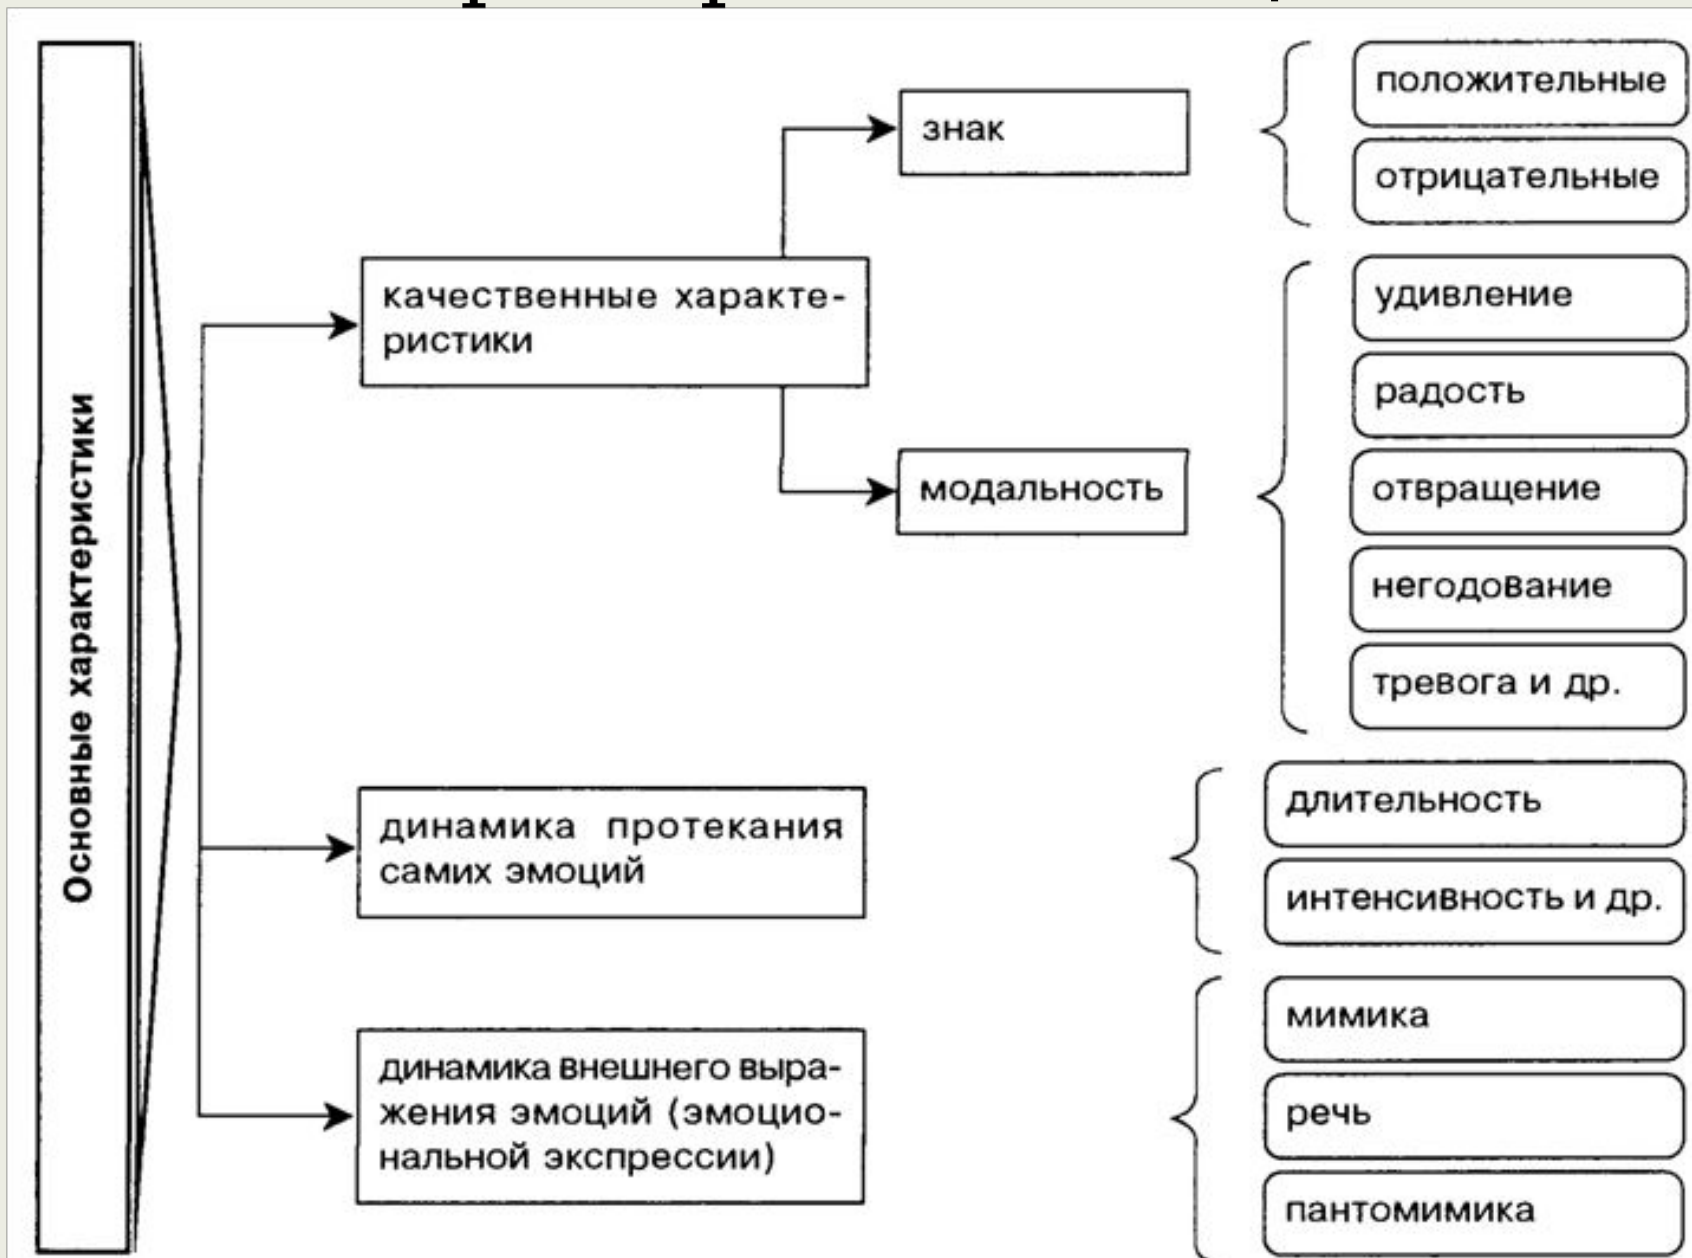 Основные характеристики
качественные характе-
ристики
знак
положительные
отрицательные
модальность
удивление
радость
отвращение
негодование
тревога и др.
динамика протекания
самих эмоций
длительность
интенсивность и др.
динамика внешнего выра-
жения эмоций (эмоцио-
нальной экспрессии)
мимика
речь
пантомимика